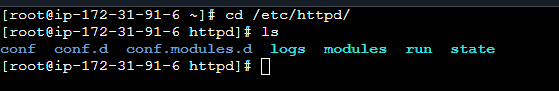 [root@ip-172-31-91-6 ~]# cd /etc/httpd/
[root@ip-172-31-91-6 httpd]# ls
conf  conf.d  conf.modules.d  logs  modules  run  state
[root@ip-172-31-91-6 httpd]#